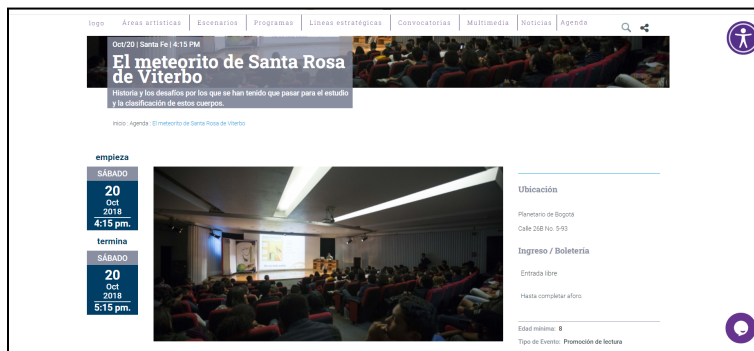 logo Áreas artísticas Escenarios Programas Líneas estratégicas Convocatorias Multimedia Noticias Agenda
Oct/20 | Santa Fe | 4:15 PM
El meteorito de Santa Rosa
de Viterbo
Historia y los desafíos por los que se han tenido que pasar para el estudio
y la clasificación de estos cuerpos.
Inicio : Agenda : El meteorito de Santa Rosa de Viterbo
empieza
SÁBADO
20
Oct
2018
4:15 pm.
termina
SÁBADO
20
Oct
2018
5:15 pm.
Ubicación
Planetario de Bogotá
Calle 26B No. 5-93
Ingreso / Boletería
Entrada libre
Hasta completar aforo.
Edad mínima: 8
Tipo de Evento: Promoción de lectura